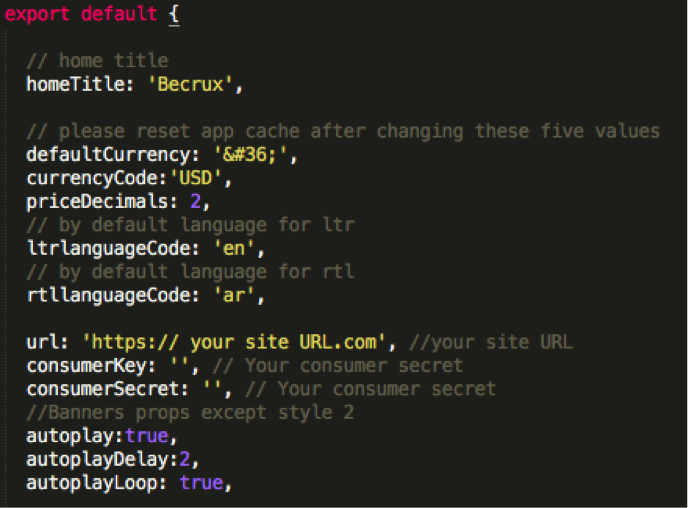 export default {
// home title
homeTitle: 'Becrux',
// please reset app cache after changing these five values
defaultCurrency: '&#36;',
currencyCode:'USD',
priceDecimals: 2,
// by default language for ltr
ltrlanguageCode: 'en',
// by default language for rtl
rtllanguageCode: 'ar',
url: 'https:// your site URL.com', //your site URL
consumerKey: '', // Your consumer secret
consumerSecret: '', // Your consumer secret
//Banners props except style 2
autoplay:true,
autoplayDelay:2,
autoplayLoop: true,